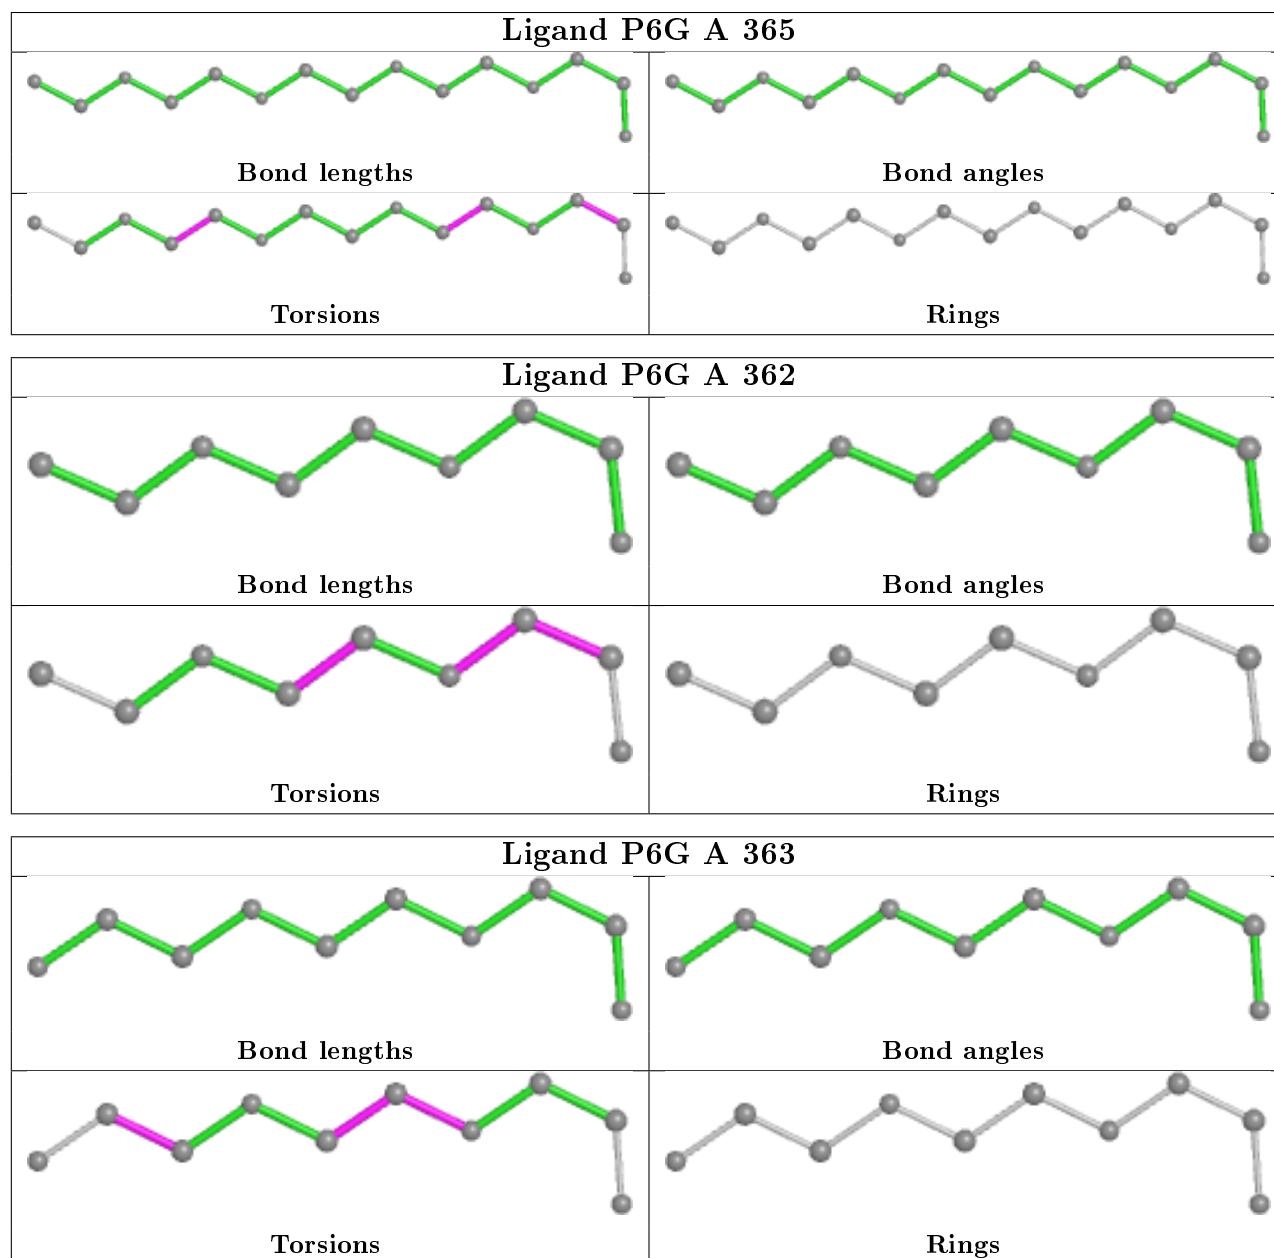 Ligand P6G A 365
Bond lengths
Bond angles
Torsions
Rings
Ligand P6G A 362
Bond lengths
Bond angles
Torsions
Rings
Ligand P6G A 363
Bond lengths
Bond angles
Torsions
Rings